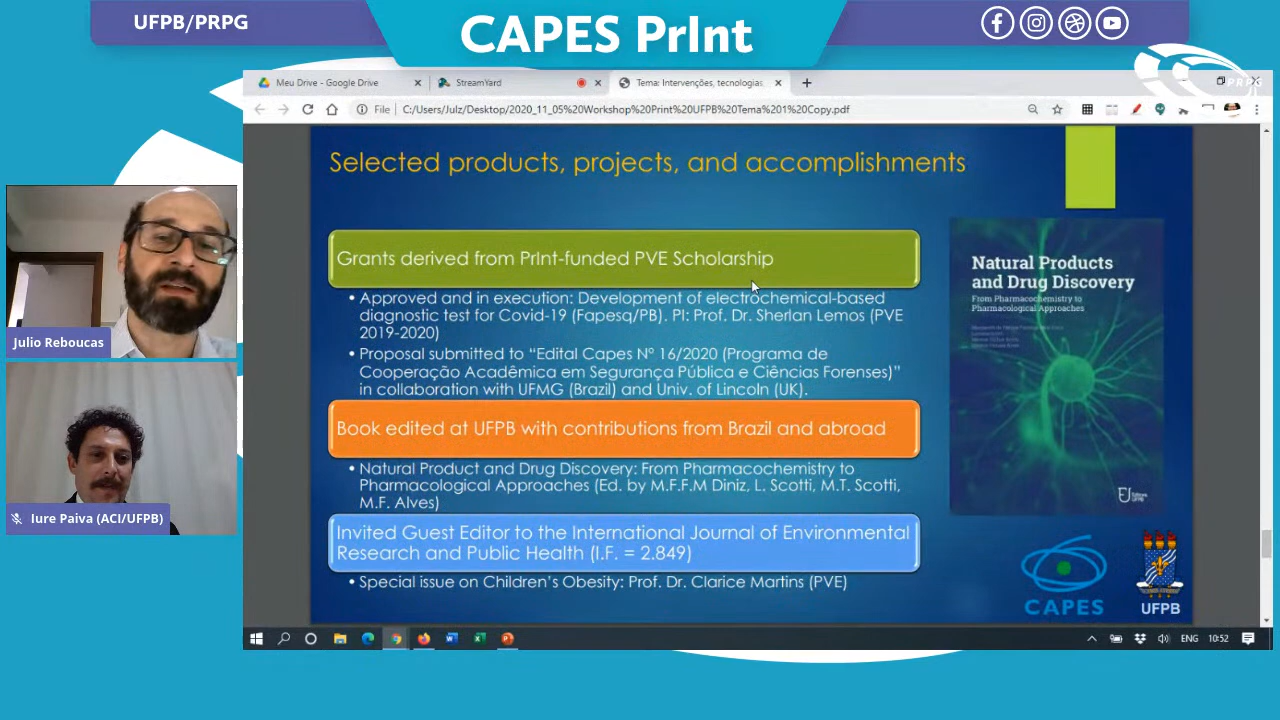 UFPB/PRPG
CAPES PrInt
PRPG
Meu Drive - Google Drive
StreamYard
Tema: Intervenções, tecnologias
File
C:/Users/Julz/Desktop/2020_11_05%20Workshop%20Print%20UFPB%20Tema%201%20Copy.pdf
Selected products, projects, and accomplishments
Grants derived from PrInt-funded PVE Scholarship
• Approved and in execution: Development of electrochemical-based
diagnostic test for Covid-19 (Fapesq/PB). PI: Prof. Dr. Sherlan Lemos (PVE
2019-2020)
• Proposal submitted to “Edital Capes Nº 16/2020 (Programa de
Cooperação Acadêmica em Segurança Pública e Ciências Forenses)”
in collaboration with UFMG (Brazil) and Univ. of Lincoln (UK).
Book edited at UFPB with contributions from Brazil and abroad
• Natural Product and Drug Discovery: From Pharmacochemistry to
Pharmacological Approaches (Ed. by M.F.F.M Diniz, L. Scotti, M.T. Scotti,
M.F. Alves)
Invited Guest Editor to the International Journal of Environmental
Research and Public Health (I.F. = 2.849)
• Special issue on Children’s Obesity: Prof. Dr. Clarice Martins (PVE)
Natural Products
and Drug Discovery
From Pharmacochemistry to
Pharmacological Approaches
CAPES
UFPB
Julio Reboucas
Iure Paiva (ACI/UFPB)
ENG
10:52